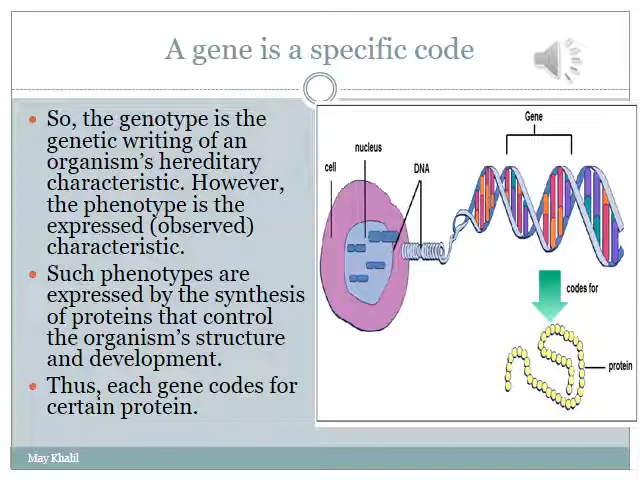 A gene is a specific code
• So, the genotype is the
genetic writing of an
organism's hereditary
characteristic. However,
the phenotype is the
expressed (observed)
characteristic.
• Such phenotypes are
expressed by the synthesis
of proteins that control
the organism's structure
and development.
• Thus, each gene codes for
certain protein.
Gene
nucleus
cell
DNA
codes for
protein
May Khalil